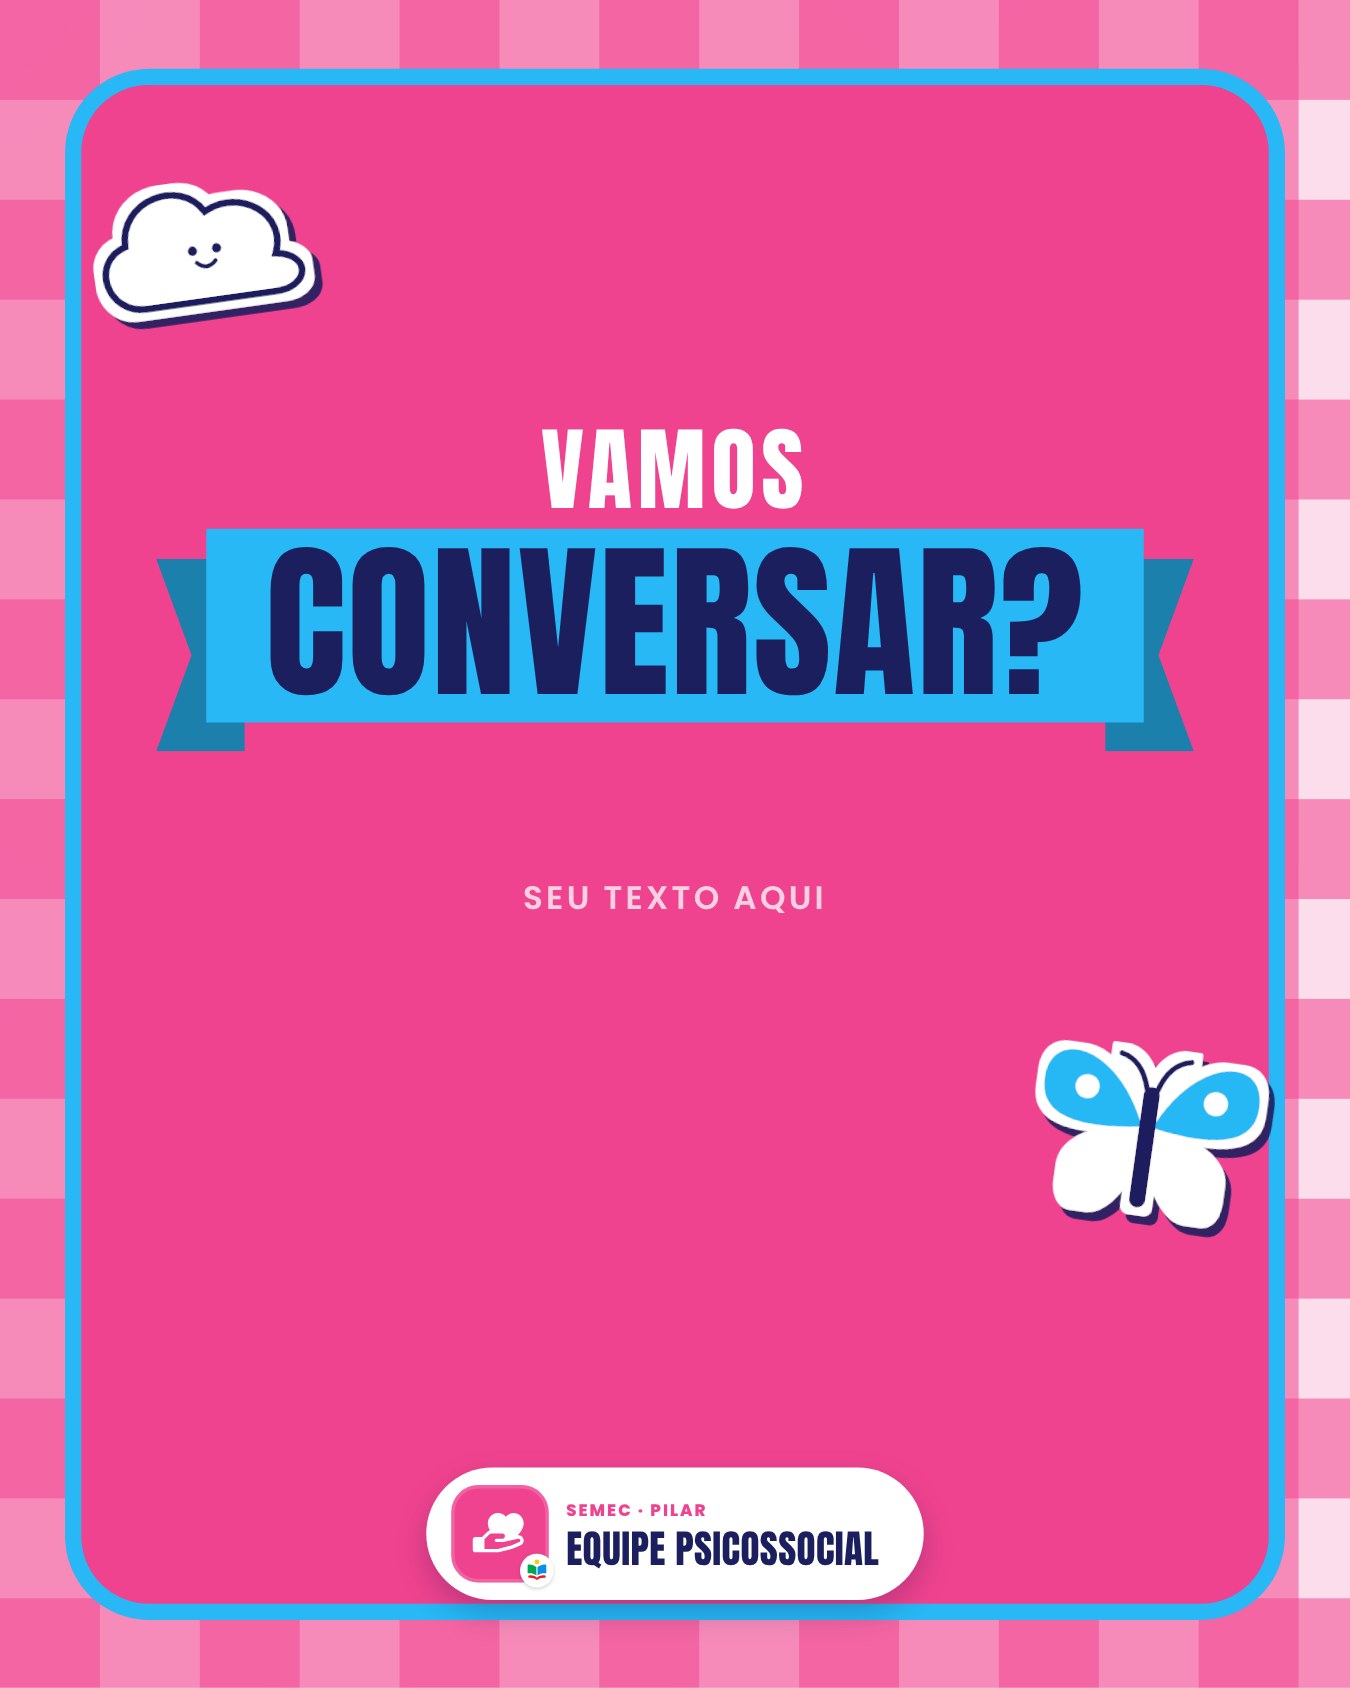 VAMOS
CONVERSAR?
SEU TEXTO AQUI
SEMEC · PILAR
EQUIPE PSICOSSOCIAL